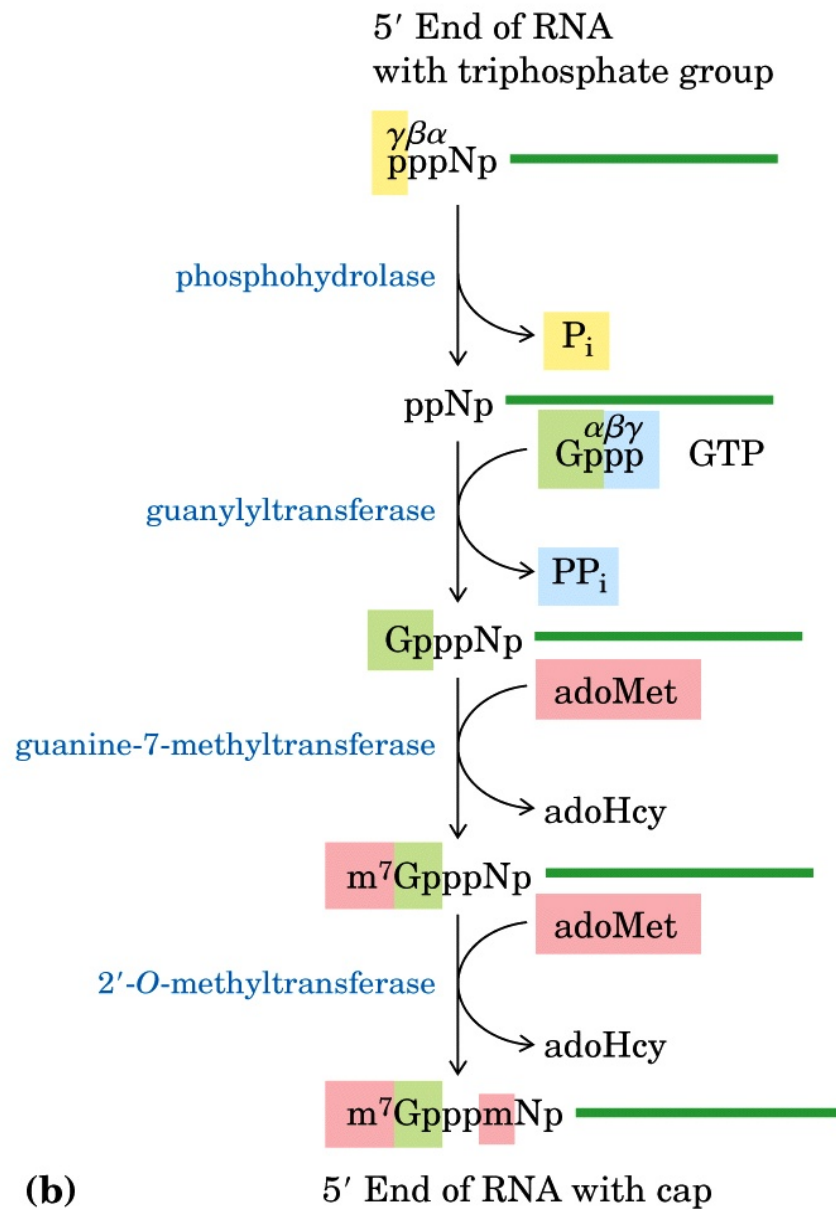 5′ End of RNA
with triphosphate group
γβα
pppNp
phosphohydrolase
Pi
ppNp
αβγ
Gppp GTP
guanylyltransferase
PPi
GpppNp
adoMet
guanine-7-methyltransferase
adoHcy
m⁷GpppNp
adoMet
2′-O-methyltransferase
adoHcy
m⁷GpppmNp
(b) 5′ End of RNA with cap